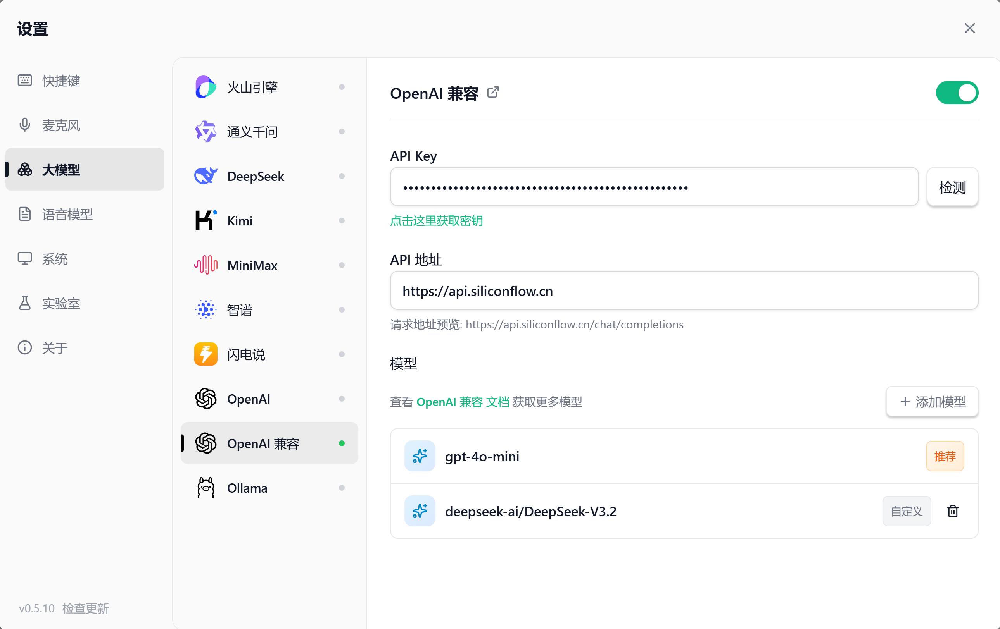 设置
快捷键
麦克风
大模型
语音模型
系统
实验室
关于
v0.5.10 检查更新
火山引擎
通义千问
DeepSeek
Kimi
MiniMax
智谱
闪电说
OpenAI
OpenAI 兼容
Ollama
OpenAI 兼容
API Key
•••••••••••••••••••••••••••••••••••••••••••••••••••
检测
点击这里获取密钥
API 地址
https://api.siliconflow.cn
请求地址预览: https://api.siliconflow.cn/chat/completions
模型
查看 OpenAI 兼容 文档 获取更多模型
添加模型
gpt-4o-mini
推荐
deepseek-ai/DeepSeek-V3.2
自定义